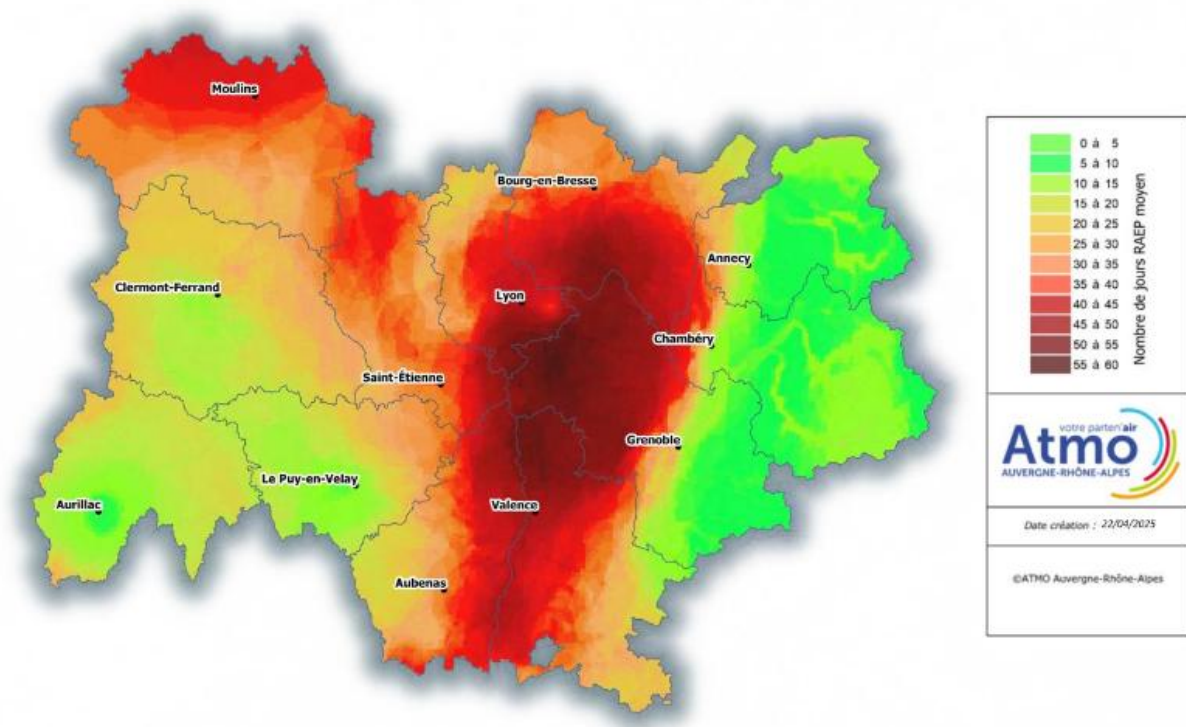 Moulins
Bourg-en-Bresse
Annecy
Clermont-Ferrand
Lyon
Chambéry
Saint-Étienne
Grenoble
Le Puy-en-Velay
Aurillac
Valence
Aubenas
0 à 5
5 à 10
10 à 15
15 à 20
20 à 25
25 à 30
30 à 35
35 à 40
40 à 45
45 à 50
50 à 55
55 à 60
Nombre de jours RAEP moyen
votre parten'air
Atmo
AUVERGNE-RHÔNE-ALPES
Date création : 22/04/2025
©ATMO Auvergne-Rhône-Alpes